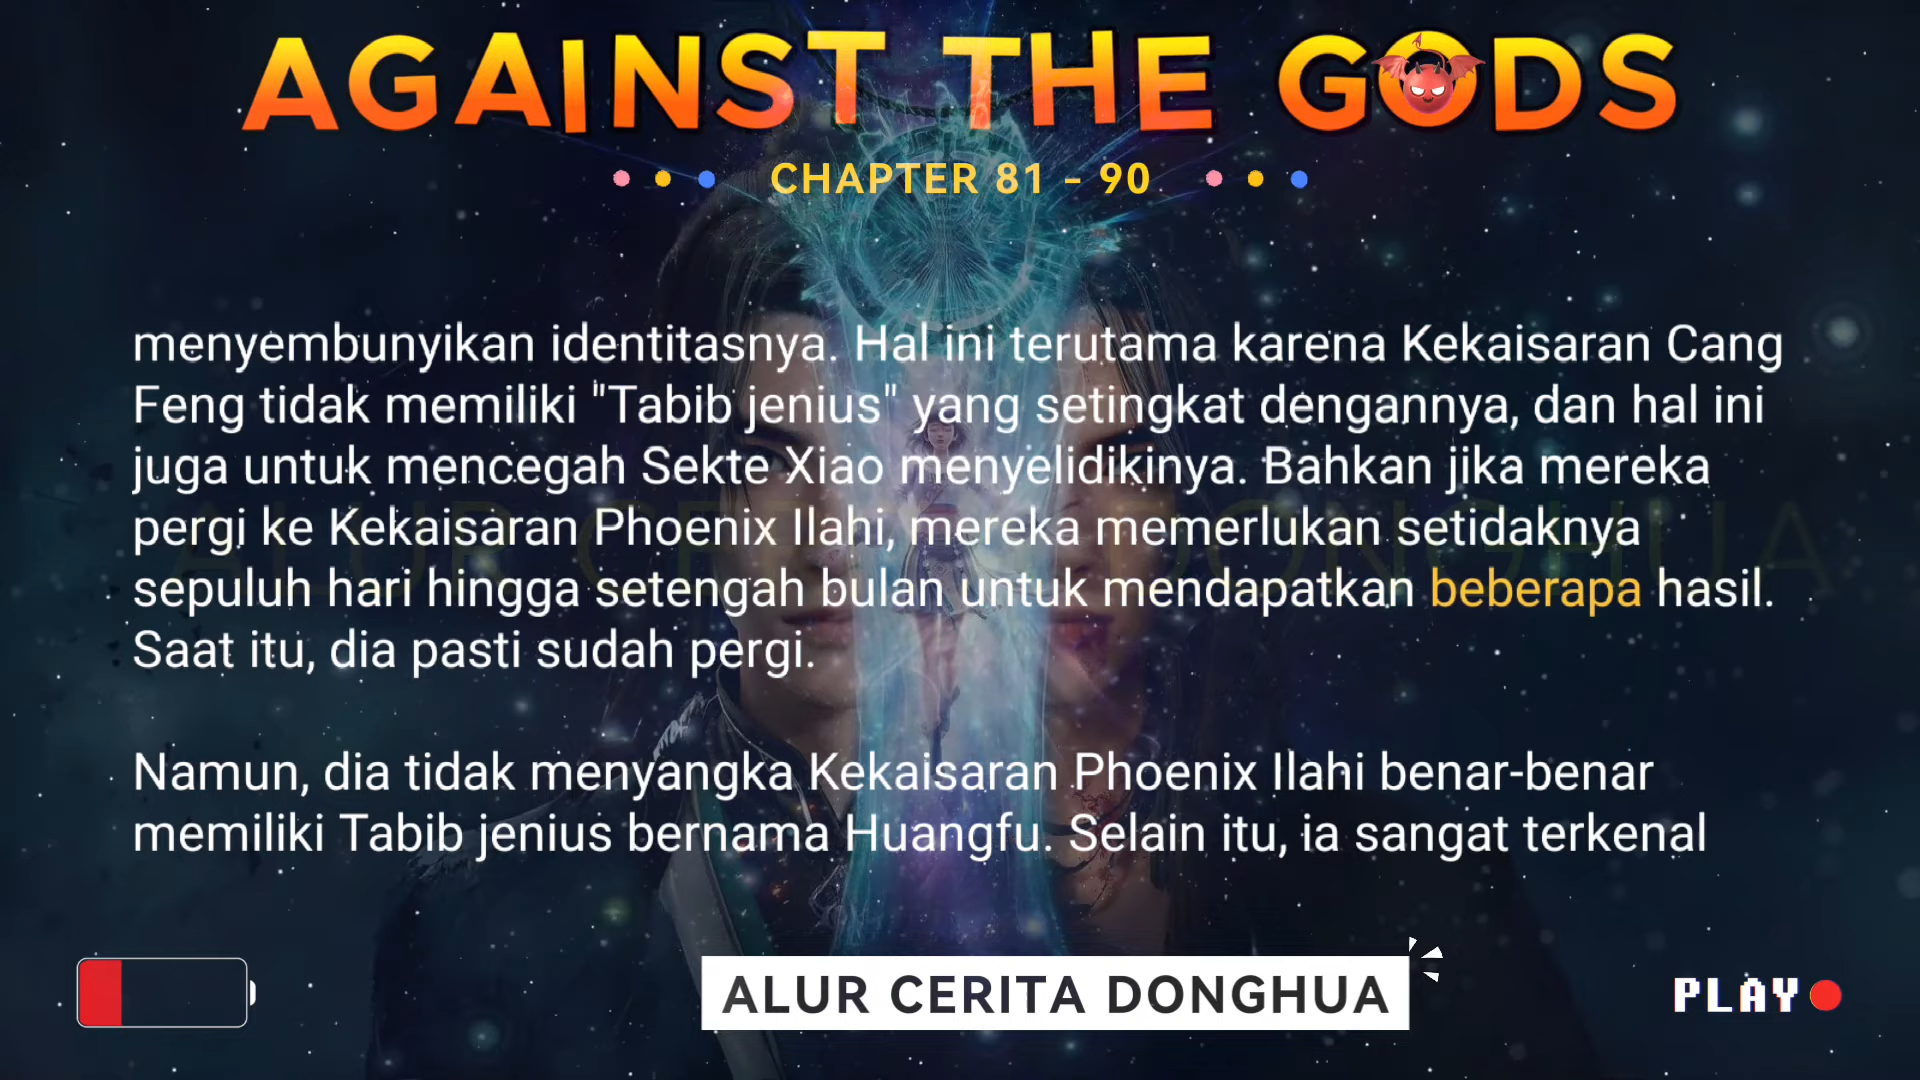 AGAINST THE GODS
CHAPTER 81 - 90
menyembunyikan identitasnya. Hal ini terutama karena Kekaisaran Cang
Feng tidak memiliki "Tabib jenius" yang setingkat dengannya, dan hal ini
juga untuk mencegah Sekte Xiao menyelidikinya. Bahkan jika mereka
pergi ke Kekaisaran Phoenix Ilahi, mereka memerlukan setidaknya
sepuluh hari hingga setengah bulan untuk mendapatkan beberapa hasil.
Saat itu, dia pasti sudah pergi.
Namun, dia tidak menyangka Kekaisaran Phoenix Ilahi benar-benar
memiliki Tabib jenius bernama Huangfu. Selain itu, ia sangat terkenal
ALUR CERITA DONGHUA
PLAY